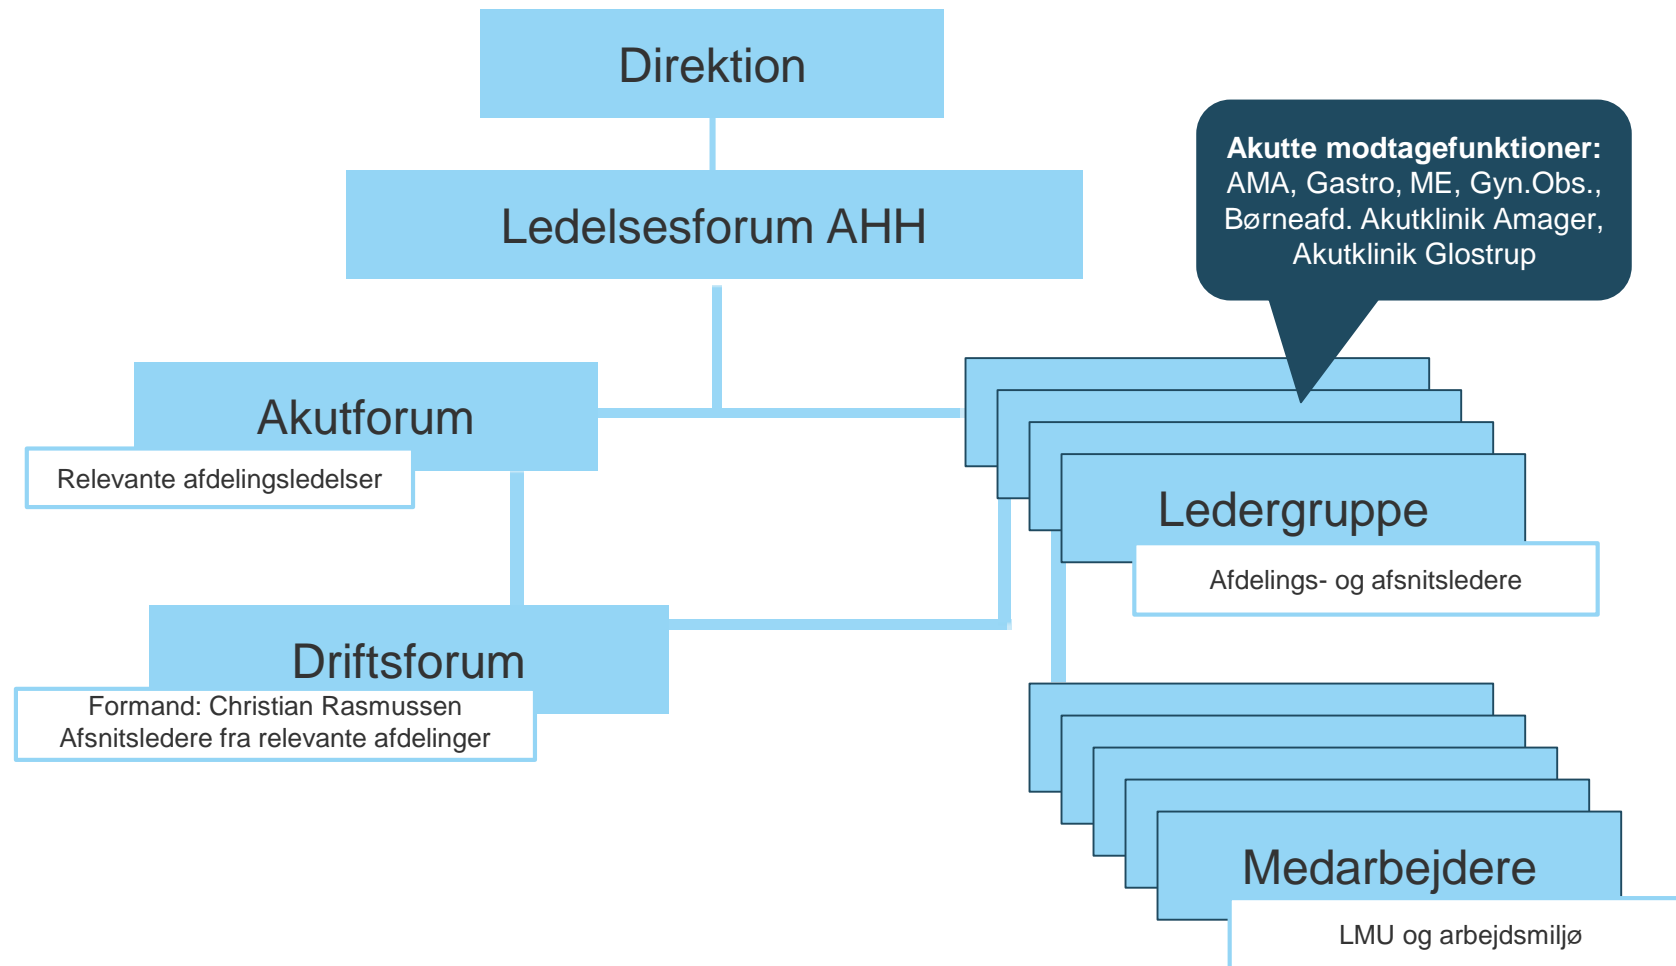 Direktion
Ledelsesforum AHH
Akutte modtagefunktioner:
AMA, Gastro, ME, Gyn.Obs.,
Børneafd. Akutklinik Amager,
Akutklinik Glostrup
Akutforum
Relevante afdelingsledelser
Ledergruppe
Afdelings- og afsnitsledere
Driftsforum
Formand: Christian Rasmussen
Afsnitsledere fra relevante afdelinger
Medarbejdere
LMU og arbejdsmiljø